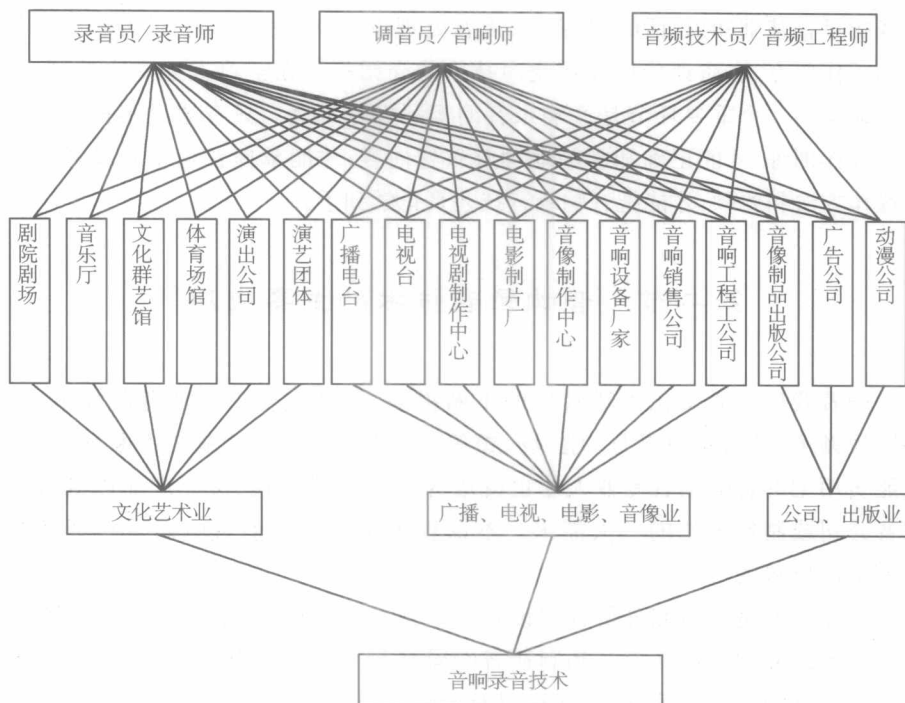 录音员/录音师
调音员/音响师
音频技术员/音频工程师
剧院剧场
音乐厅
文化群艺馆
体育场馆
演出公司
演艺团体
广播电台
电视台
电视剧制作中心
电影制片厂
音像制作中心
音响设备厂家
音响销售公司
音响工程工公司
音像制品出版公司
广告公司
动漫公司
文化艺术业
广播、电视、电影、音像业
公司、出版业
音响录音技术